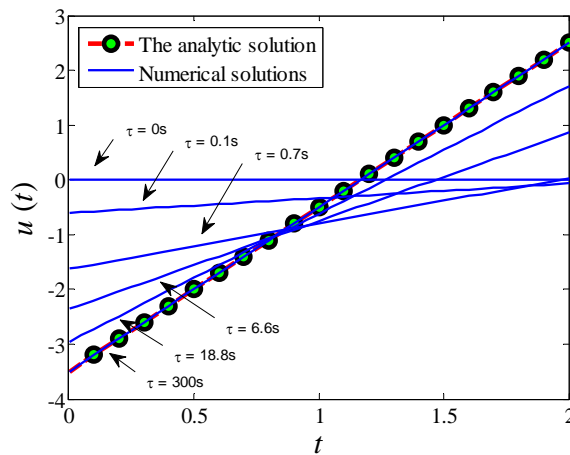 3
The analytic solution
Numerical solutions
2
1
τ = 0s
τ = 0.1s
τ = 0.7s
0
u (t)
-1
-2
τ = 6.6s
τ = 18.8s
-3
τ = 300s
-4
0 0.5 1 1.5 2
t